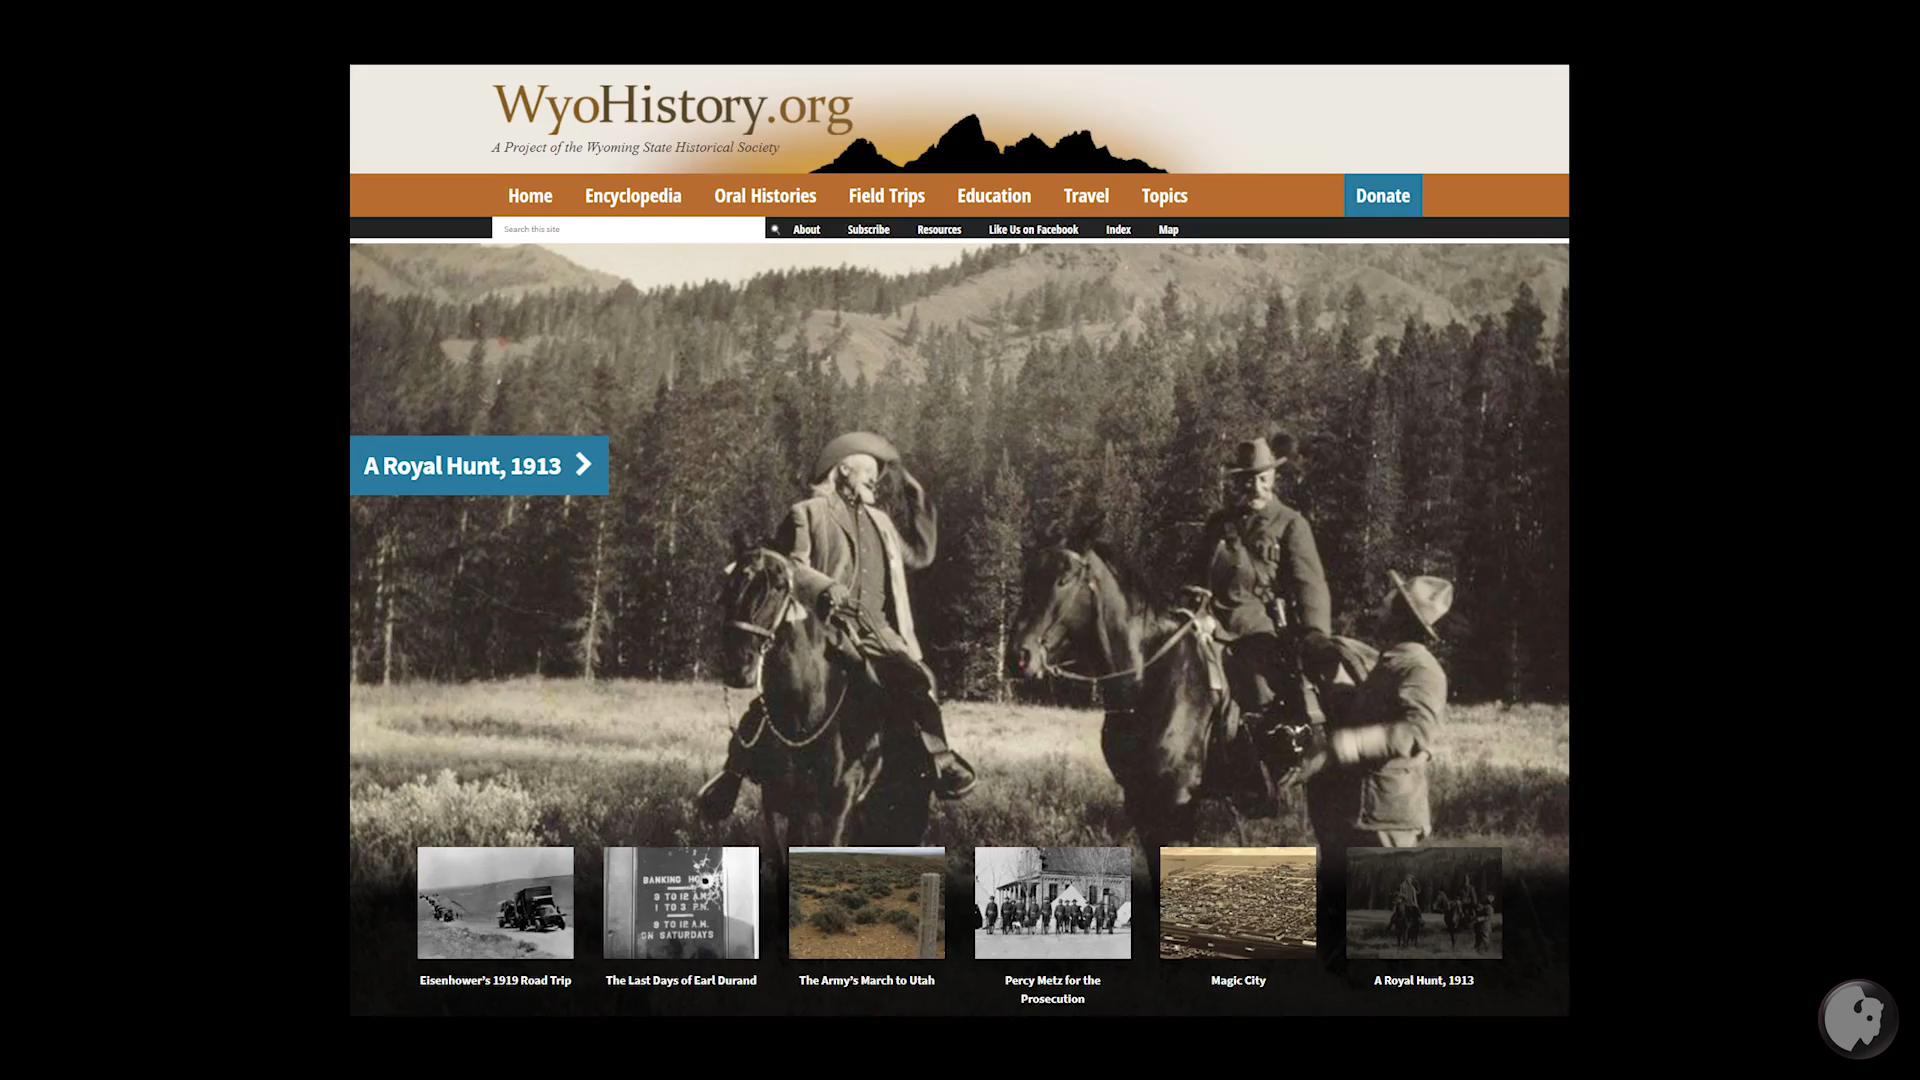 WyoHistory.org
A Project of the Wyoming State Historical Society
Home Encyclopedia Oral Histories Field Trips Education Travel Topics Donate
Search this site About Subscribe Resources Like Us on Facebook Index Map
A Royal Hunt, 1913
BANKING HO
9 TO 12 A.M.
1 TO 3 P.M.
9 TO 12 A.M.
ON SATURDAYS
Eisenhower's 1919 Road Trip
The Last Days of Earl Durand
The Army's March to Utah
Percy Metz for the
Prosecution
Magic City
A Royal Hunt, 1913